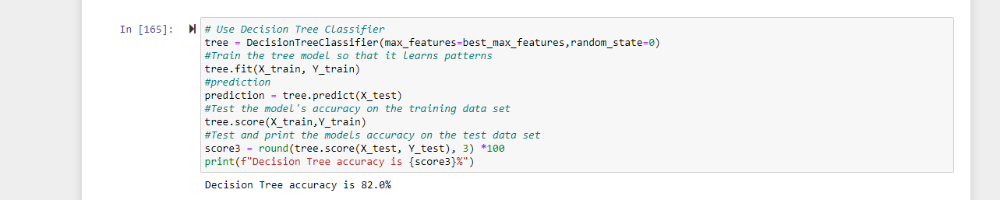 In [165]:
# Use Decision Tree Classifier
tree = DecisionTreeClassifier(max_features=best_max_features,random_state=0)
#Train the tree model so that it learns patterns
tree.fit(X_train, Y_train)
#prediction
prediction = tree.predict(X_test)
#Test the model's accuracy on the training data set
tree.score(X_train,Y_train)
#Test and print the models accuracy on the test data set
score3 = round(tree.score(X_test, Y_test), 3) *100
print(f"Decision Tree accuracy is {score3}%")
Decision Tree accuracy is 82.0%